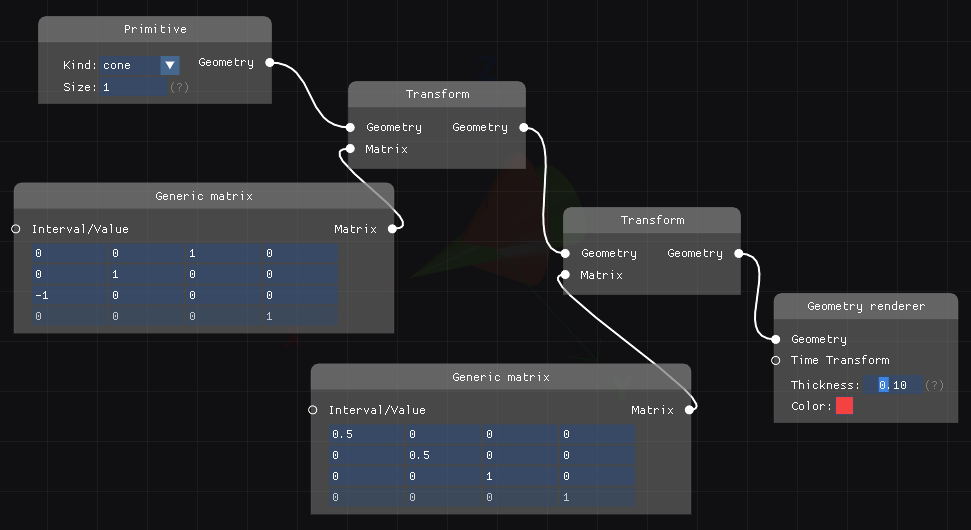 Primitive
Kind: cone Geometry
Size: 1 (?)
Transform
Geometry Geometry
Matrix
Generic matrix
Interval/Value Matrix
0 0 1 0
0 1 0 0
-1 0 0 0
0 0 0 1
Transform
Geometry Geometry
Matrix
Generic matrix
Interval/Value Matrix
0.5 0 0 0
0 0.5 0 0
0 0 1 0
0 0 0 1
Geometry renderer
Geometry
Time Transform
Thickness: 0.10 (?)
Color: